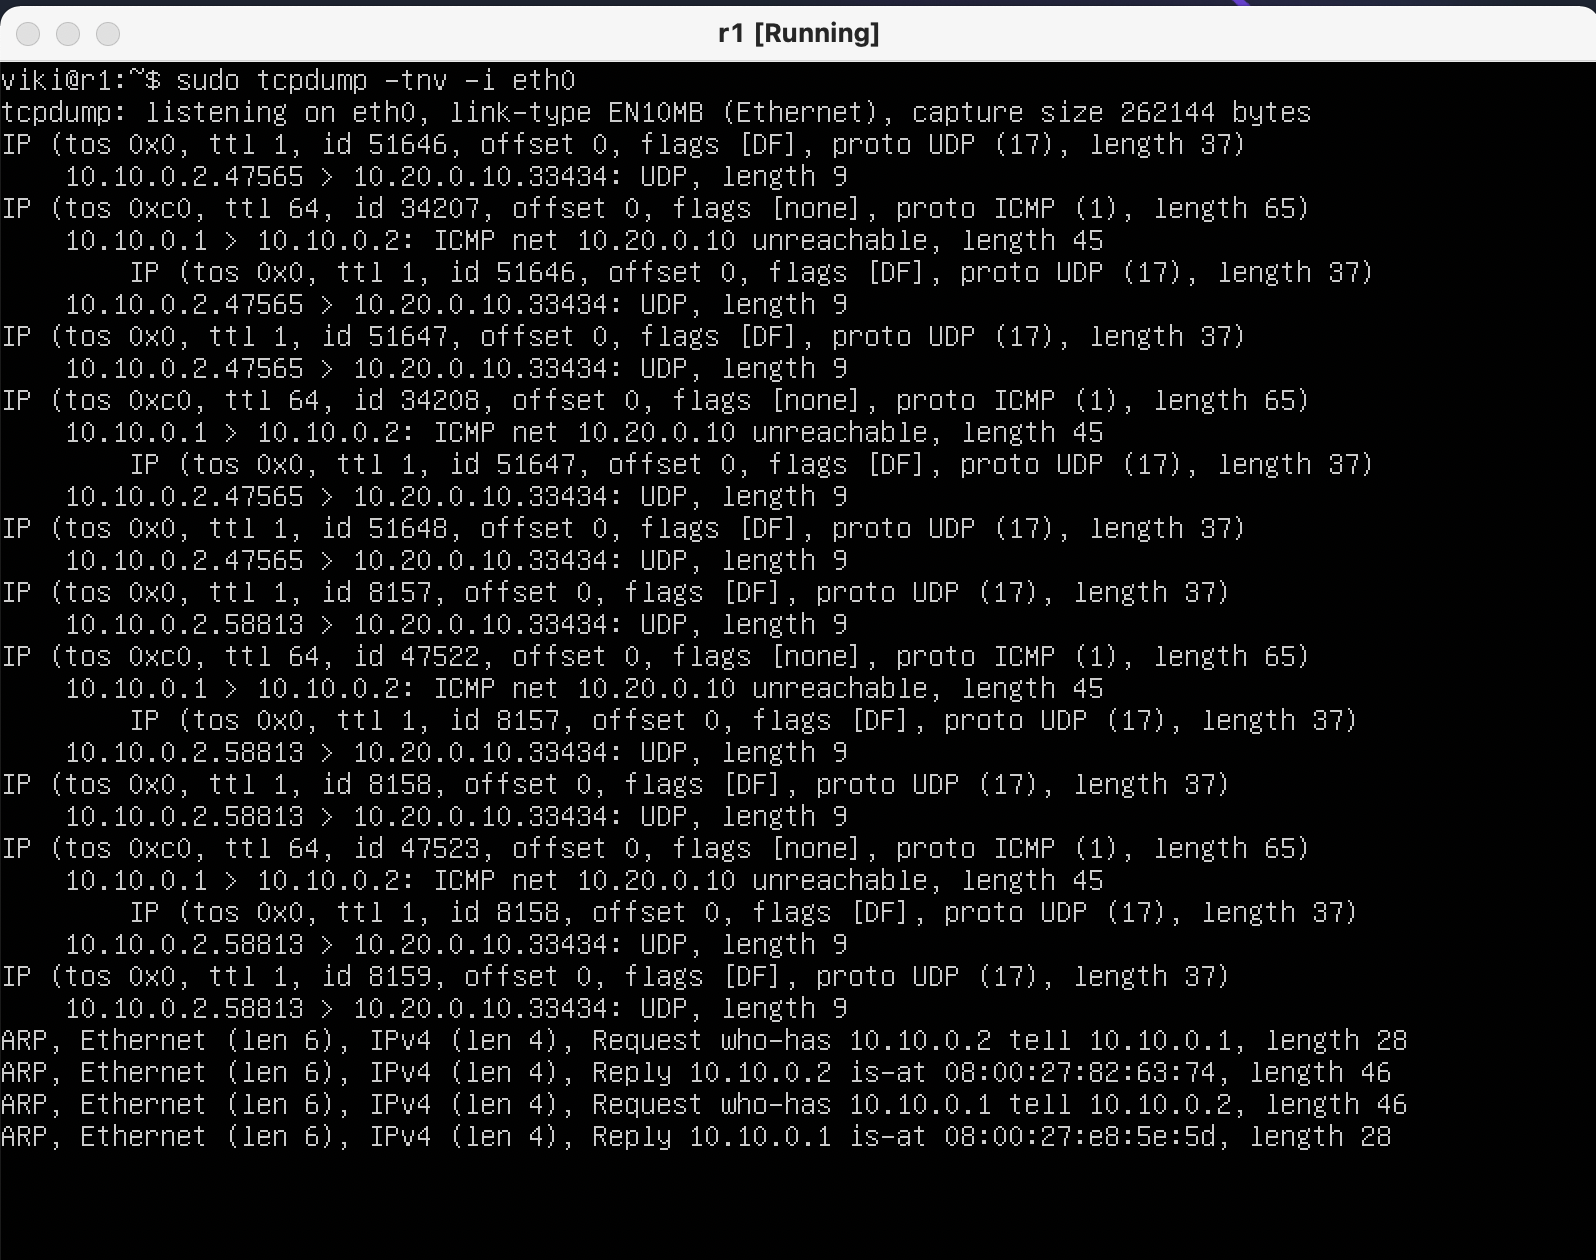 r1 [Running]
viki@r1:~$ sudo tcpdump -tnv -i eth0
tcpdump: listening on eth0, link-type EN10MB (Ethernet), capture size 262144 bytes
IP (tos 0x0, ttl 1, id 51646, offset 0, flags [DF], proto UDP (17), length 37)
    10.10.0.2.47565 > 10.20.0.10.33434: UDP, length 9
IP (tos 0xc0, ttl 64, id 34207, offset 0, flags [none], proto ICMP (1), length 65)
    10.10.0.1 > 10.10.0.2: ICMP net 10.20.0.10 unreachable, length 45
        IP (tos 0x0, ttl 1, id 51646, offset 0, flags [DF], proto UDP (17), length 37)
    10.10.0.2.47565 > 10.20.0.10.33434: UDP, length 9
IP (tos 0x0, ttl 1, id 51647, offset 0, flags [DF], proto UDP (17), length 37)
    10.10.0.2.47565 > 10.20.0.10.33434: UDP, length 9
IP (tos 0xc0, ttl 64, id 34208, offset 0, flags [none], proto ICMP (1), length 65)
    10.10.0.1 > 10.10.0.2: ICMP net 10.20.0.10 unreachable, length 45
        IP (tos 0x0, ttl 1, id 51647, offset 0, flags [DF], proto UDP (17), length 37)
    10.10.0.2.47565 > 10.20.0.10.33434: UDP, length 9
IP (tos 0x0, ttl 1, id 51648, offset 0, flags [DF], proto UDP (17), length 37)
    10.10.0.2.47565 > 10.20.0.10.33434: UDP, length 9
IP (tos 0x0, ttl 1, id 8157, offset 0, flags [DF], proto UDP (17), length 37)
    10.10.0.2.58813 > 10.20.0.10.33434: UDP, length 9
IP (tos 0xc0, ttl 64, id 47522, offset 0, flags [none], proto ICMP (1), length 65)
    10.10.0.1 > 10.10.0.2: ICMP net 10.20.0.10 unreachable, length 45
        IP (tos 0x0, ttl 1, id 8157, offset 0, flags [DF], proto UDP (17), length 37)
    10.10.0.2.58813 > 10.20.0.10.33434: UDP, length 9
IP (tos 0x0, ttl 1, id 8158, offset 0, flags [DF], proto UDP (17), length 37)
    10.10.0.2.58813 > 10.20.0.10.33434: UDP, length 9
IP (tos 0xc0, ttl 64, id 47523, offset 0, flags [none], proto ICMP (1), length 65)
    10.10.0.1 > 10.10.0.2: ICMP net 10.20.0.10 unreachable, length 45
        IP (tos 0x0, ttl 1, id 8158, offset 0, flags [DF], proto UDP (17), length 37)
    10.10.0.2.58813 > 10.20.0.10.33434: UDP, length 9
IP (tos 0x0, ttl 1, id 8159, offset 0, flags [DF], proto UDP (17), length 37)
    10.10.0.2.58813 > 10.20.0.10.33434: UDP, length 9
ARP, Ethernet (len 6), IPv4 (len 4), Request who-has 10.10.0.2 tell 10.10.0.1, length 28
ARP, Ethernet (len 6), IPv4 (len 4), Reply 10.10.0.2 is-at 08:00:27:82:63:74, length 46
ARP, Ethernet (len 6), IPv4 (len 4), Request who-has 10.10.0.1 tell 10.10.0.2, length 46
ARP, Ethernet (len 6), IPv4 (len 4), Reply 10.10.0.1 is-at 08:00:27:e8:5e:5d, length 28